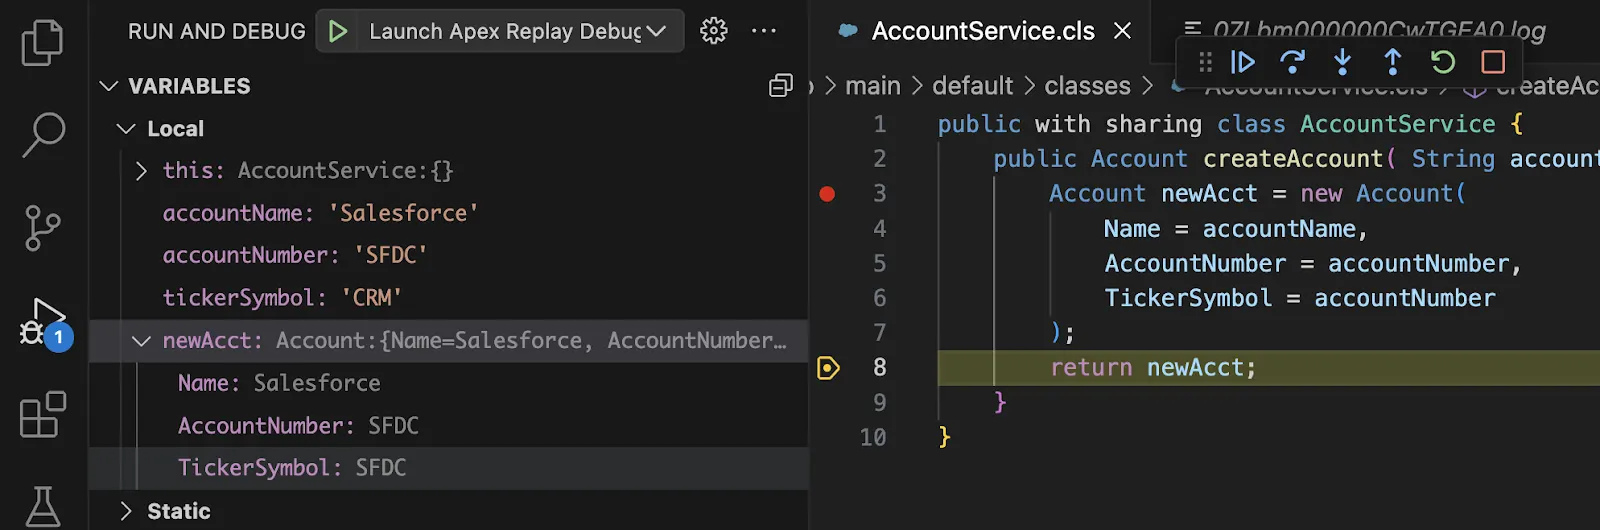 RUN AND DEBUG
Launch Apex Replay Debug
VARIABLES
Local
this: AccountService:{}
accountName: 'Salesforce'
accountNumber: 'SFDC'
tickerSymbol: 'CRM'
newAcct: Account:{Name=Salesforce, AccountNumber…
Name: Salesforce
AccountNumber: SFDC
TickerSymbol: SFDC
Static
1
AccountService.cls
07Lbm000000CwTGEA0.log
main > default > classes > AccountService.cls > createAc
1 public with sharing class AccountService {
2 public Account createAccount( String account
3 Account newAcct = new Account(
4 Name = accountName,
5 AccountNumber = accountNumber,
6 TickerSymbol = accountNumber
7 );
8 return newAcct;
9 }
10 }